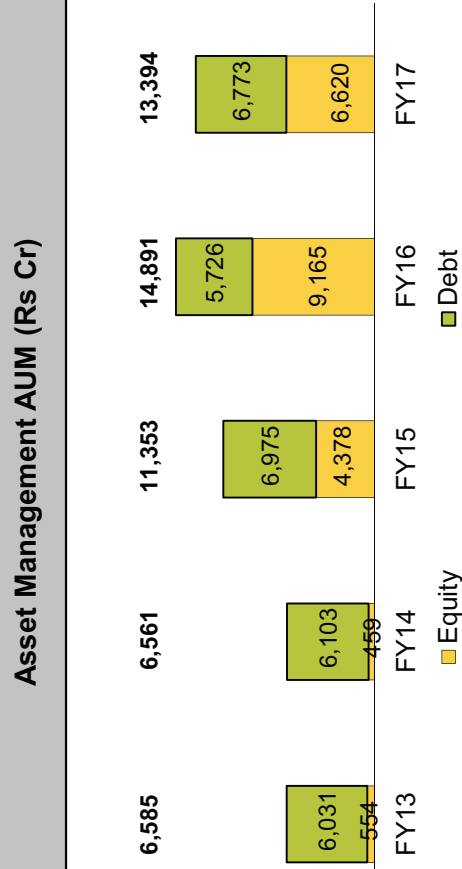 Asset Management AUM (Rs Cr)
6,585 6,561 11,353 14,891 13,394
6,031 6,103 6,975 5,726 6,773
554 459 4,378 9,165 6,620
FY13 FY14 FY15 FY16 FY17
Equity Debt